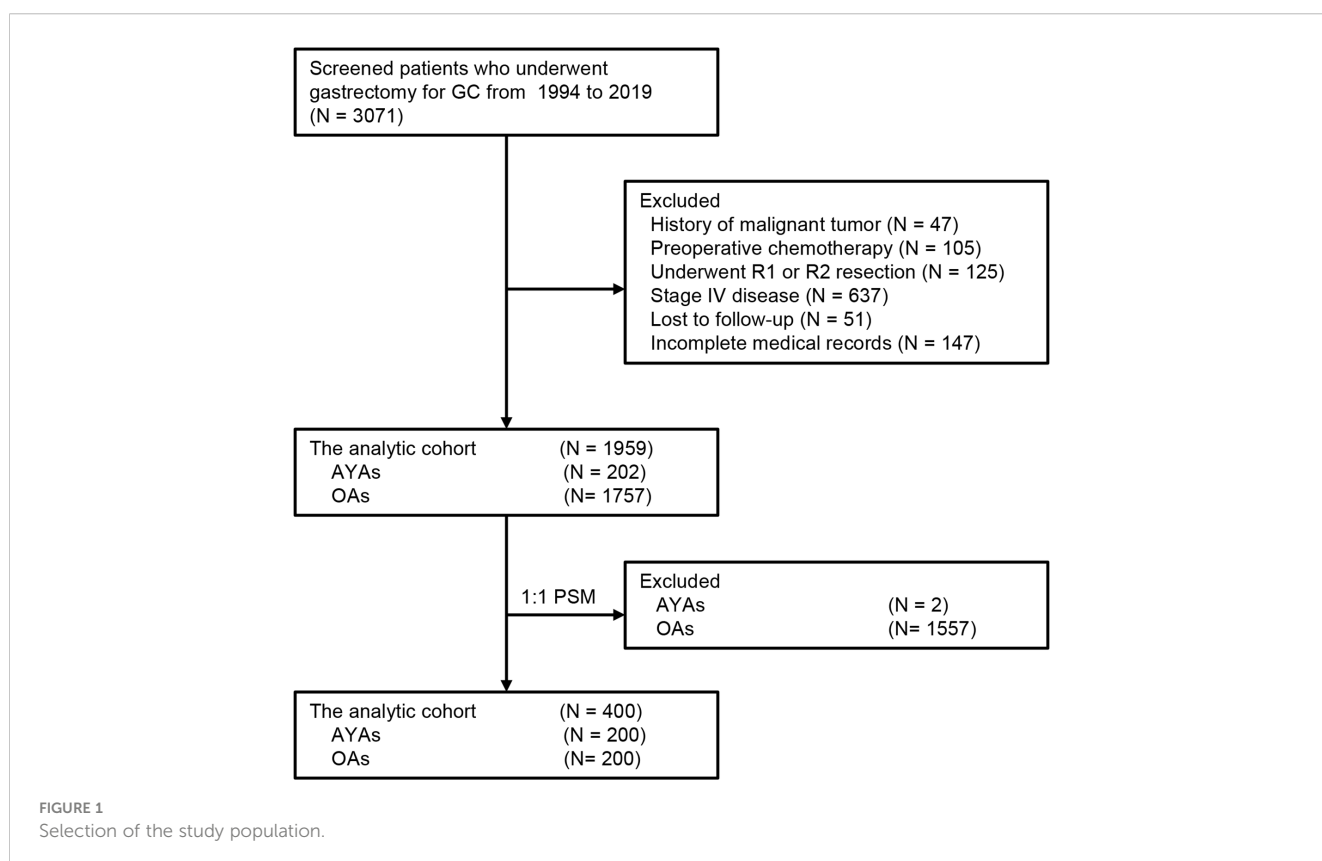 Screened patients who underwent
gastrectomy for GC from 1994 to 2019
(N = 3071)
Excluded
History of malignant tumor (N = 47)
Preoperative chemotherapy (N = 105)
Underwent R1 or R2 resection (N = 125)
Stage IV disease (N = 637)
Lost to follow-up (N = 51)
Incomplete medical records (N = 147)
The analytic cohort (N = 1959)
AYAs (N = 202)
OAs (N= 1757)
1:1 PSM
Excluded
AYAs (N = 2)
OAs (N= 1557)
The analytic cohort (N = 400)
AYAs (N = 200)
OAs (N= 200)
FIGURE 1
Selection of the study population.